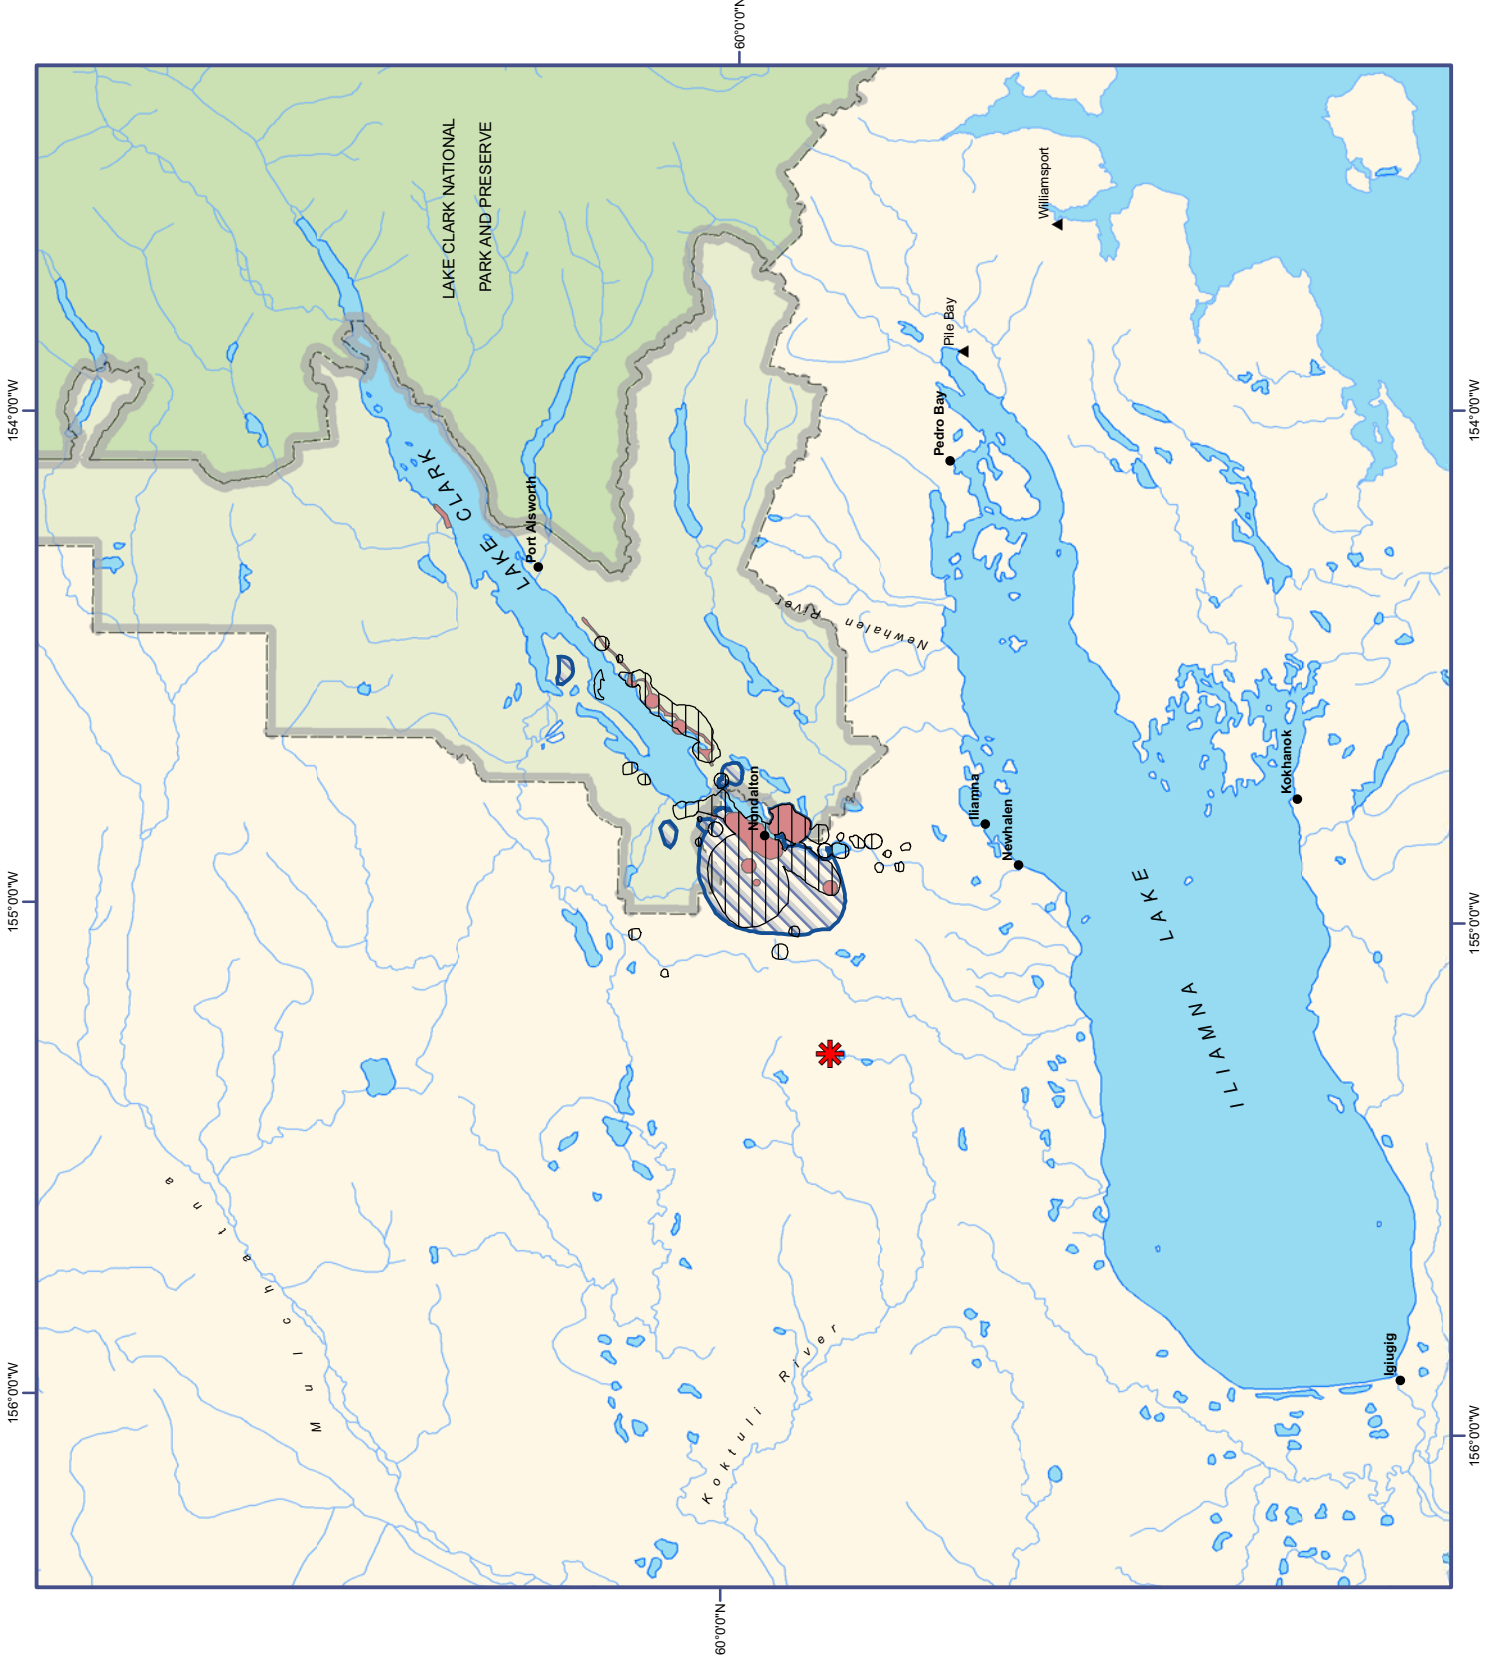 60°0'0"N
154°0'0"W
155°0'0"W
156°0'0"W
154°0'0"W
155°0'0"W
156°0'0"W
60°0'0"N
LAKE CLARK NATIONAL
PARK AND PRESERVE
Williamsport
Pile Bay
Pedro Bay
LAKE CLARK
Port Alsworth
Newhalen River
Nondalton
Iliamna
Newhalen
Kokhanok
ILIAMNA LAKE
Mulchatna
Koktuli River
Igiugig